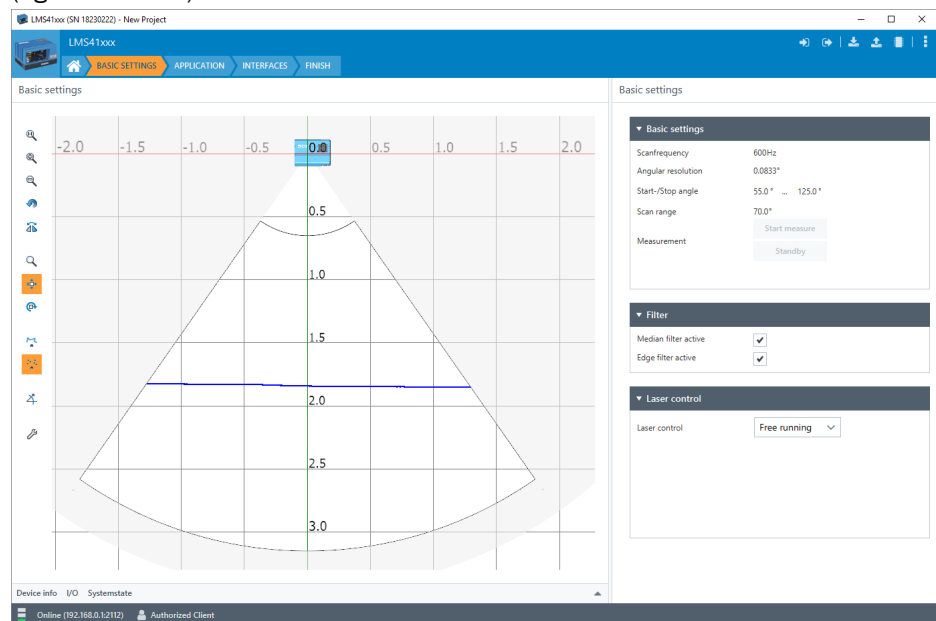 LMS41xxx (SN 18230222) - New Project
LMS41xxx
BASIC SETTINGS APPLICATION INTERFACES FINISH
Basic settings
-2.0 -1.5 -1.0 -0.5 0.0 0.5 1.0 1.5 2.0
0.5
1.0
1.5
2.0
2.5
3.0
Device info I/O Systemstate
Basic settings
Basic settings
Scanfrequency 600Hz
Angular resolution 0.0833°
Start-/Stop angle 55.0 ° ... 125.0 °
Scan range 70.0°
Start measure
Measurement
Standby
Filter
Median filter active
Edge filter active
Laser control
Laser control Free running
Online (192.168.0.1:2112) Authorized Client